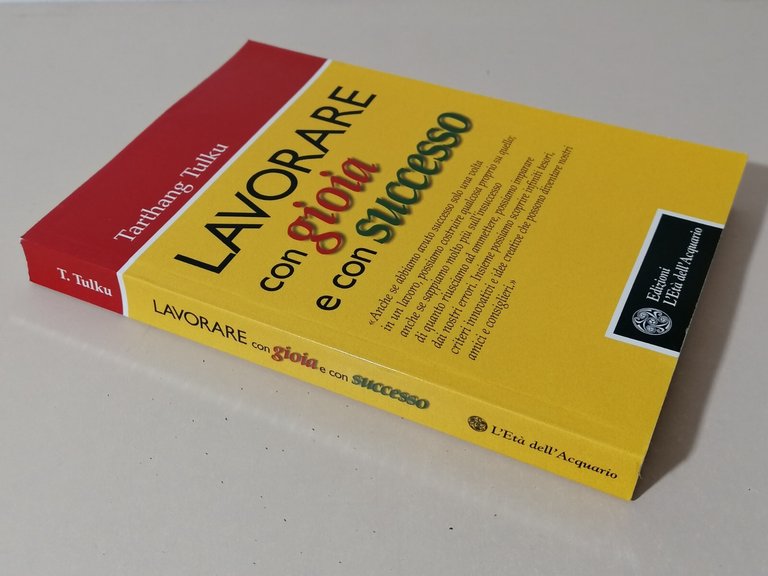 Tarthang Tulku
LAVORARE
con gioia
e con successo
«Anche se abbiamo avuto successo solo una volta
in un lavoro, possiamo costruire qualcosa proprio su quello;
anche se sappiamo molto più sull'insuccesso
di quanto riusciamo ad ammettere, possiamo imparare
dai nostri errori. Insieme possiamo scoprire infiniti tesori,
criteri innovativi e idee creative che possono diventare nostri
amici e consiglieri.»
Edizioni
L'Età dell'Acquario
T. Tulku
LAVORARE con gioia e con successo
L'Età dell'Acquario